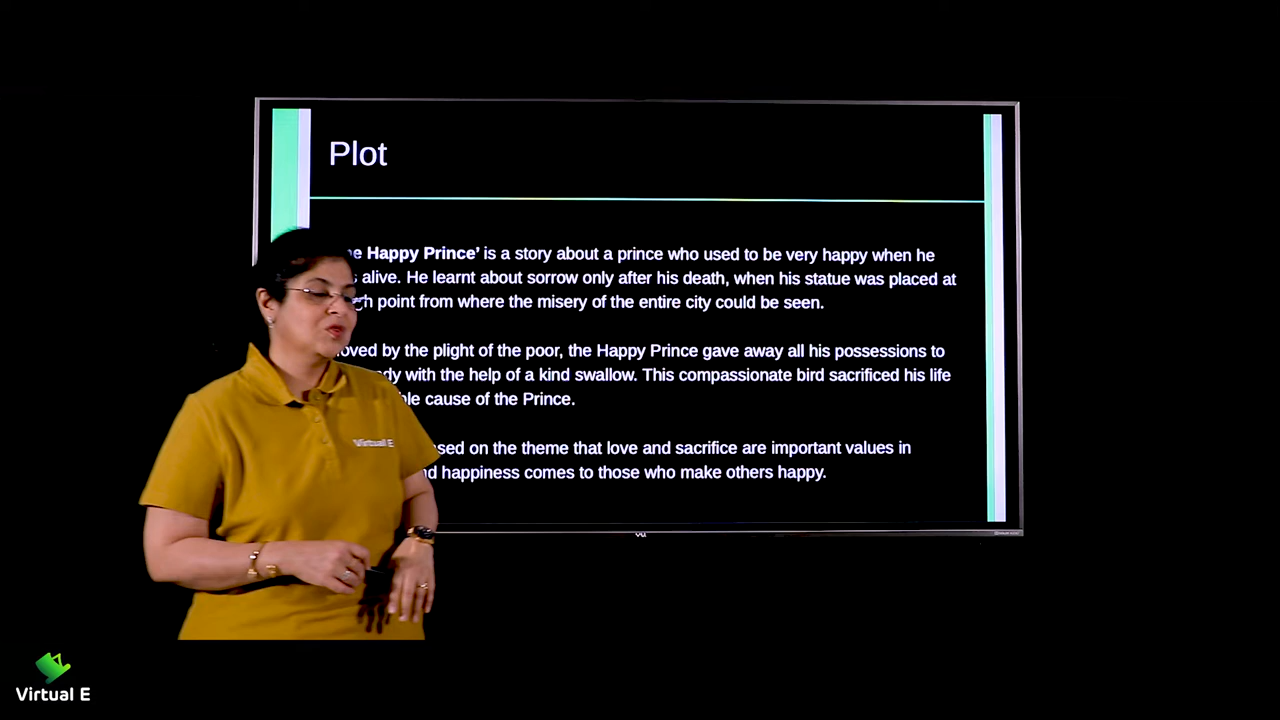 Plot
Happy Prince’ is a story about a prince who used to be very happy when he
alive. He learnt about sorrow only after his death, when his statue was placed at
point from where the misery of the entire city could be seen.
by the plight of the poor, the Happy Prince gave away all his possessions to
with the help of a kind swallow. This compassionate bird sacrificed his life
cause of the Prince.
on the theme that love and sacrifice are important values in
happiness comes to those who make others happy.
Virtual E
Virtual E